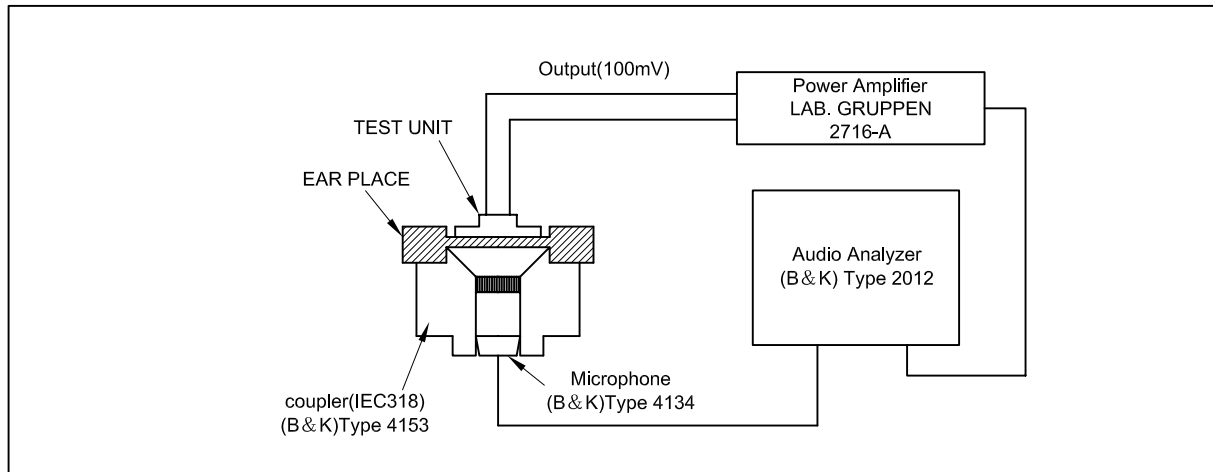 Output(100mV)
Power Amplifier
LAB. GRUPPEN
2716-A
TEST UNIT
EAR PLACE
Audio Analyzer
(B&K) Type 2012
Microphone
(B&K)Type 4134
coupler(IEC318)
(B&K)Type 4153